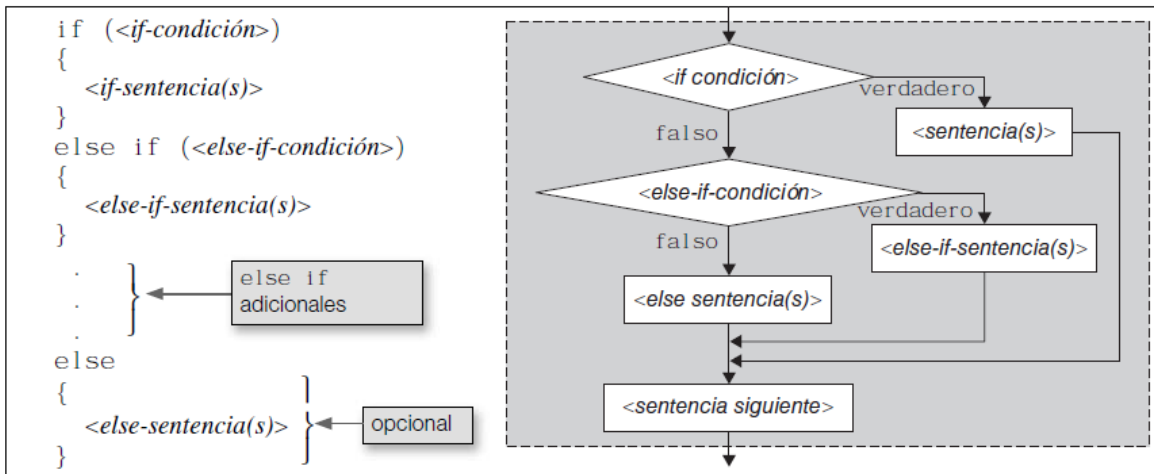 if (<if-condición>)
{
<if-sentencia(s)>
}
else if (<else-if-condición>)
{
<else-if-sentencia(s)>
}
.
.
.
}
else if
adicionales
else
{
<else-sentencia(s)>
}
}
opcional
<if condición>
verdadero
<sentencia(s)>
falso
<else-if-condición>
verdadero
<else-if-sentencia(s)>
falso
<else sentencia(s)>
<sentencia siguiente>